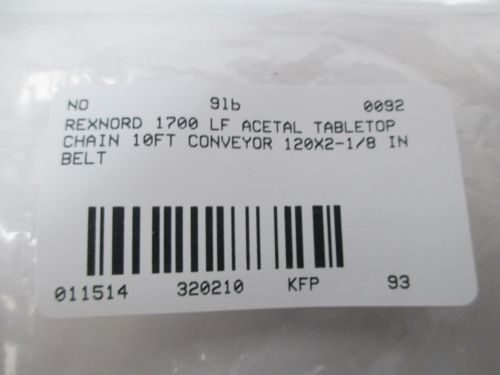 NO 91b 0092
REXNORD 1700 LF ACETAL TABLETOP
CHAIN 10FT CONVEYOR 120X2-1/8 IN
BELT
011514 320210 KFP 93